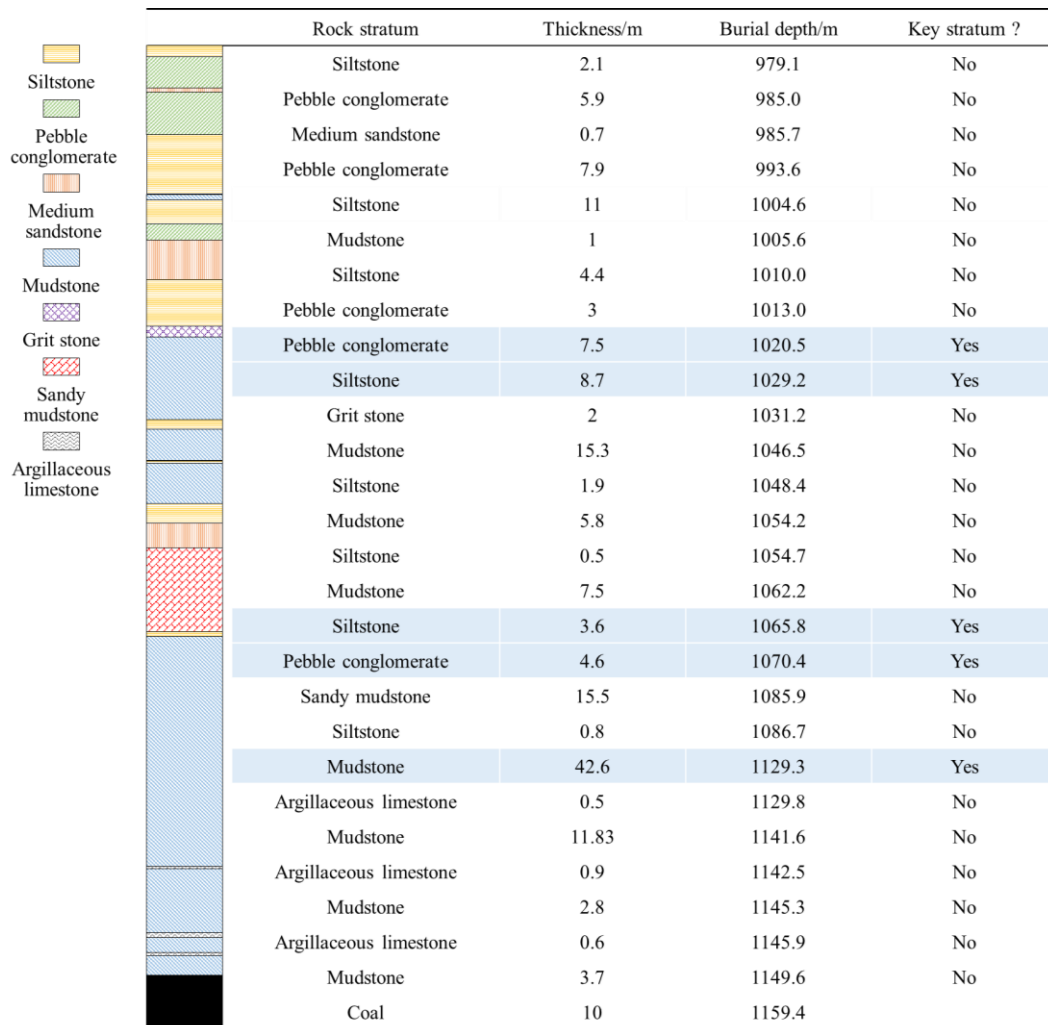 Rock stratum Thickness/m Burial depth/m Key stratum ?
Siltstone 2.1 979.1 No
Pebble conglomerate 5.9 985.0 No
Medium sandstone 0.7 985.7 No
Pebble conglomerate 7.9 993.6 No
Siltstone 11 1004.6 No
Mudstone 1 1005.6 No
Siltstone 4.4 1010.0 No
Pebble conglomerate 3 1013.0 No
Pebble conglomerate 7.5 1020.5 Yes
Siltstone 8.7 1029.2 Yes
Grit stone 2 1031.2 No
Mudstone 15.3 1046.5 No
Siltstone 1.9 1048.4 No
Mudstone 5.8 1054.2 No
Siltstone 0.5 1054.7 No
Mudstone 7.5 1062.2 No
Siltstone 3.6 1065.8 Yes
Pebble conglomerate 4.6 1070.4 Yes
Sandy mudstone 15.5 1085.9 No
Siltstone 0.8 1086.7 No
Mudstone 42.6 1129.3 Yes
Argillaceous limestone 0.5 1129.8 No
Mudstone 11.83 1141.6 No
Argillaceous limestone 0.9 1142.5 No
Mudstone 2.8 1145.3 No
Argillaceous limestone 0.6 1145.9 No
Mudstone 3.7 1149.6 No
Coal 10 1159.4
Siltstone
Pebble
conglomerate
Medium
sandstone
Mudstone
Grit stone
Sandy
mudstone
Argillaceous
limestone